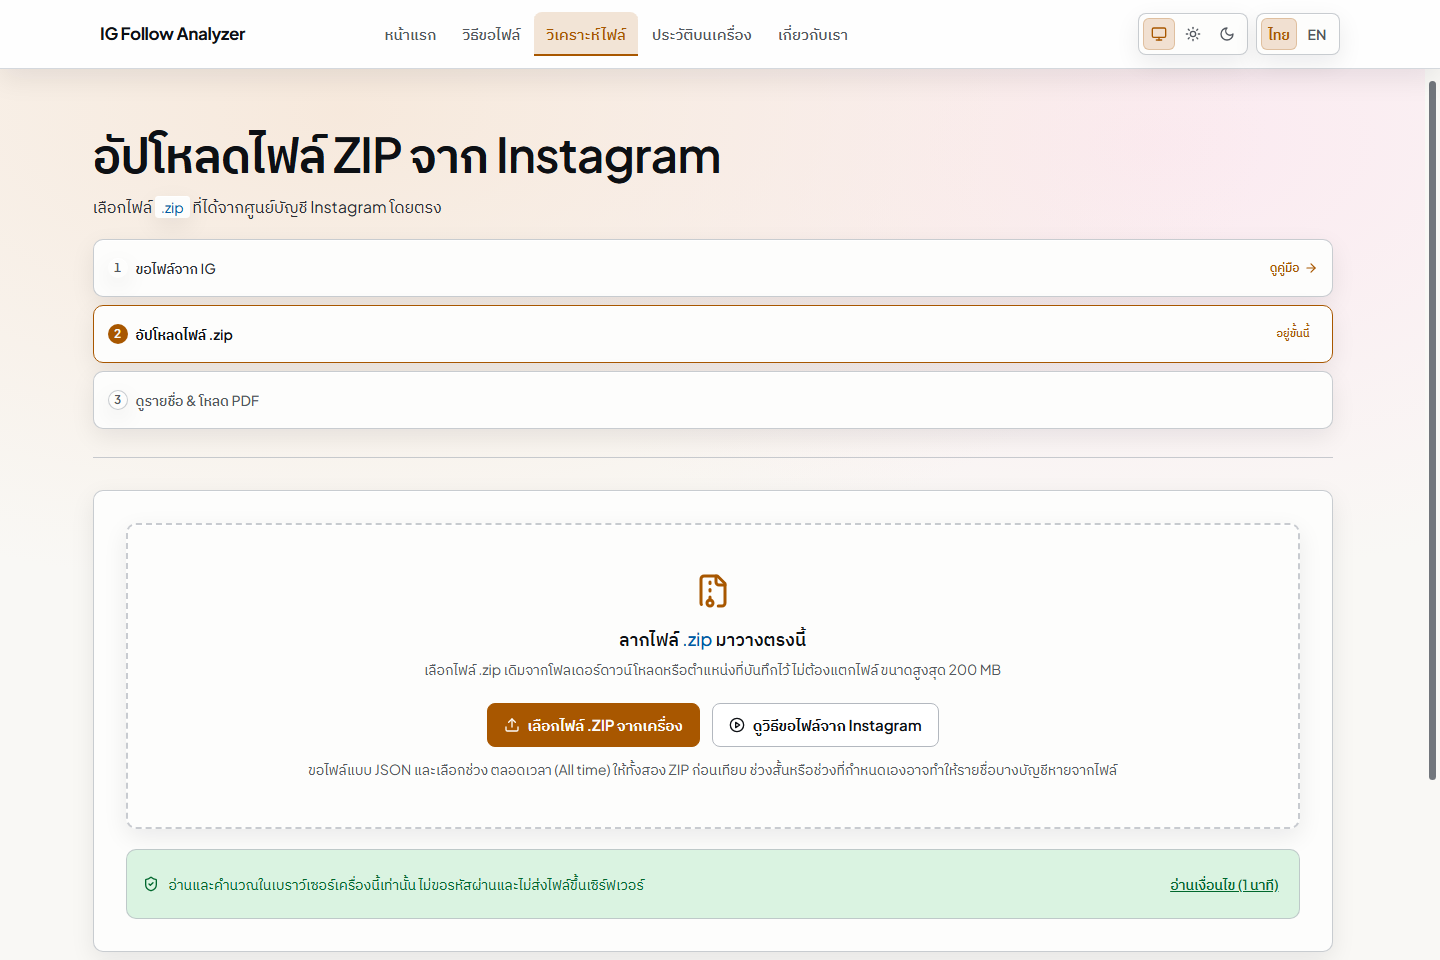 IG Follow Analyzer
หน้าแรก
วิธีขอไฟล์
วิเคราะห์ไฟล์
ประวัติบนเครื่อง
เกี่ยวกับเรา
ไทย
EN
อัปโหลดไฟล์ ZIP จาก Instagram
เลือกไฟล์ .zip ที่ได้จากศูนย์บัญชี Instagram โดยตรง
1 ขอไฟล์จาก IG
ดูคู่มือ →
2 อัปโหลดไฟล์ .zip
อยู่ขั้นนี้
3 ดูรายชื่อ & โหลด PDF
ลากไฟล์ .zip มาวางตรงนี้
เลือกไฟล์ .zip เดิมจากโฟลเดอร์ดาวน์โหลดหรือตำแหน่งที่บันทึกไว้ ไม่ต้องแตกไฟล์ ขนาดสูงสุด 200 MB
เลือกไฟล์ .ZIP จากเครื่อง
ดูวิธีขอไฟล์จาก Instagram
ขอไฟล์แบบ JSON และเลือกช่วง ตลอดเวลา (All time) ให้ทั้งสอง ZIP ก่อนเทียบ ช่วงสั้นหรือช่วงที่กำหนดเองอาจทำให้รายชื่อบางบัญชีหายจากไฟล์
อ่านและคำนวณในเบราว์เซอร์เครื่องนี้เท่านั้น ไม่ขอรหัสผ่านและไม่ส่งไฟล์ขึ้นเซิร์ฟเวอร์
อ่านเงื่อนไข (1 นาที)